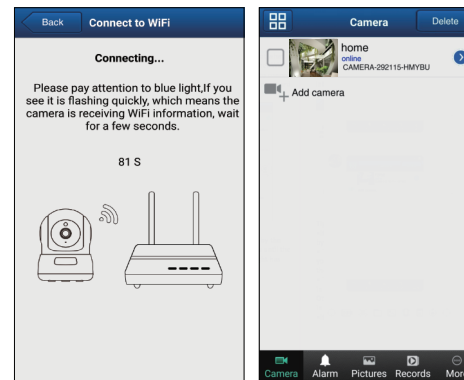 Back Connect to WiFi
Connecting...
Please pay attention to blue light,If you
see it is flashing quickly, which means the
camera is receiving WiFi information, wait
for a few seconds.
81 S
Camera Delete
home
online
CAMERA-292115-HMYBU
Add camera
Camera Alarm Pictures Records More